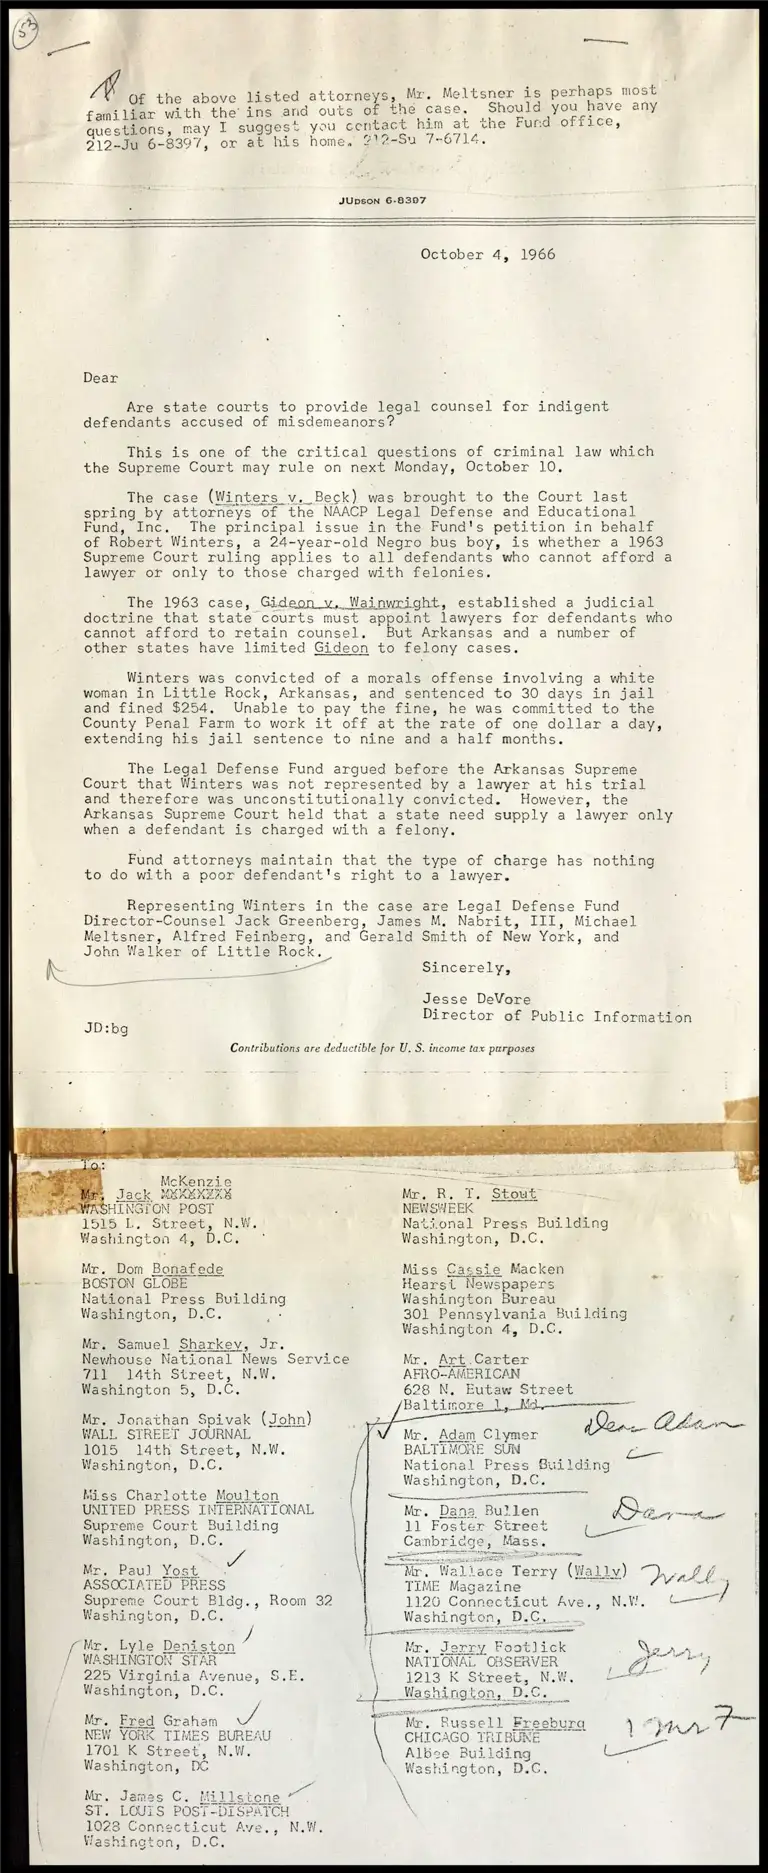 53
Of the above listed attorneys, Mr. Meltsner is perhaps most
familiar with the ins and outs of the case. Should you have any
questions, may I suggest you contact him at the Fund office,
212-Ju 6-8397, or at his home. 212-Su 7-6714.
JUDSON 6-8397
October 4, 1966
Dear
Are state courts to provide legal counsel for indigent
defendants accused of misdemeanors?
This is one of the critical questions of criminal law which
the Supreme Court may rule on next Monday, October 10.
The case (Winters v. Beck) was brought to the Court last
spring by attorneys of the NAACP Legal Defense and Educational
Fund, Inc. The principal issue in the Fund's petition in behalf
of Robert Winters, a 24-year-old Negro bus boy, is whether a 1963
Supreme Court ruling applies to all defendants who cannot afford a
lawyer or only to those charged with felonies.
The 1963 case, Gideon v. Wainwright, established a judicial
doctrine that state courts must appoint lawyers for defendants who
cannot afford to retain counsel. But Arkansas and a number of
other states have limited Gideon to felony cases.
Winters was convicted of a morals offense involving a white
woman in Little Rock, Arkansas, and sentenced to 30 days in jail
and fined $254. Unable to pay the fine, he was committed to the
County Penal Farm to work it off at the rate of one dollar a day,
extending his jail sentence to nine and a half months.
The Legal Defense Fund argued before the Arkansas Supreme
Court that Winters was not represented by a lawyer at his trial
and therefore was unconstitutionally convicted. However, the
Arkansas Supreme Court held that a state need supply a lawyer only
when a defendant is charged with a felony.
Fund attorneys maintain that the type of charge has nothing
to do with a poor defendant's right to a lawyer.
Representing Winters in the case are Legal Defense Fund
Director-Counsel Jack Greenberg, James M. Nabrit, III, Michael
Meltsner, Alfred Feinberg, and Gerald Smith of New York, and
John Walker of Little Rock.
Sincerely,
Jesse DeVore
Director of Public Information
JD:bg
Contributions are deductible for U. S. income tax purposes
To:
McKenzie
Mr. Jack XXXXXXX
WASHINGTON POST
1515 L. Street, N.W.
Washington 4, D.C.
Mr. Dom Bonafede
BOSTON GLOBE
National Press Building
Washington, D.C.
Mr. Samuel Sharkey, Jr.
Newhouse National News Service
711 14th Street, N.W.
Washington 5, D.C.
Mr. Jonathan Spivak (John)
WALL STREET JOURNAL
1015 14th Street, N.W.
Washington, D.C.
Miss Charlotte Moulton
UNITED PRESS INTERNATIONAL
Supreme Court Building
Washington, D.C.
Mr. Paul Yost
ASSOCIATED PRESS
Supreme Court Bldg., Room 32
Washington, D.C.
Mr. Lyle Deniston
WASHINGTON STAR
225 Virginia Avenue, S.E.
Washington, D.C.
Mr. Fred Graham
NEW YORK TIMES BUREAU
1701 K Street, N.W.
Washington, DC
Mr. James C. Millstone
ST. LOUIS POST-DISPATCH
1028 Connecticut Ave., N.W.
Washington, D.C.
Mr. R. T. Stout
NEWSWEEK
National Press Building
Washington, D.C.
Miss Cassie Macken
Hearst Newspapers
Washington Bureau
301 Pennsylvania Building
Washington 4, D.C.
Mr. Art Carter
AFRO-AMERICAN
628 N. Eutaw Street
Baltimore 1, Md.
Mr. Adam Clymer Dear Adam
BALTIMORE SUN
National Press Building
Washington, D.C.
Mr. Dana Bullen Dana
11 Foster Street
Cambridge, Mass.
Mr. Wallace Terry (Wally) Wally
TIME Magazine
1120 Connecticut Ave., N.W.
Washington, D.C.
Mr. Jerry Footlick Jerry
NATIONAL OBSERVER
1213 K Street, N.W.
Washington, D.C.
Mr. Russell Freeburg Mr F
CHICAGO TRIBUNE
Albee Building
Washington, D.C.